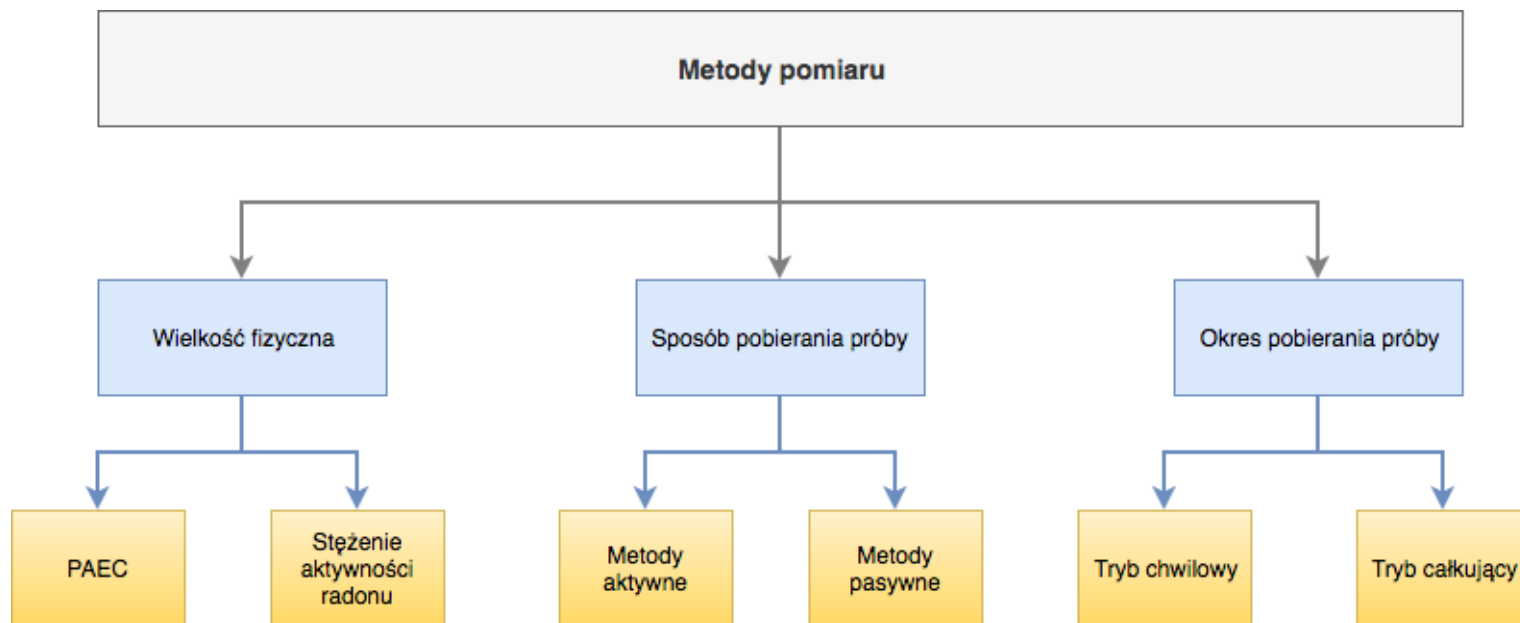 Metody pomiaru
Wielkość fizyczna
Sposób pobierania próby
Okres pobierania próby
PAEC
Stężenie
aktywności
radonu
Metody
aktywne
Metody
pasywne
Tryb chwilowy
Tryb całkujący